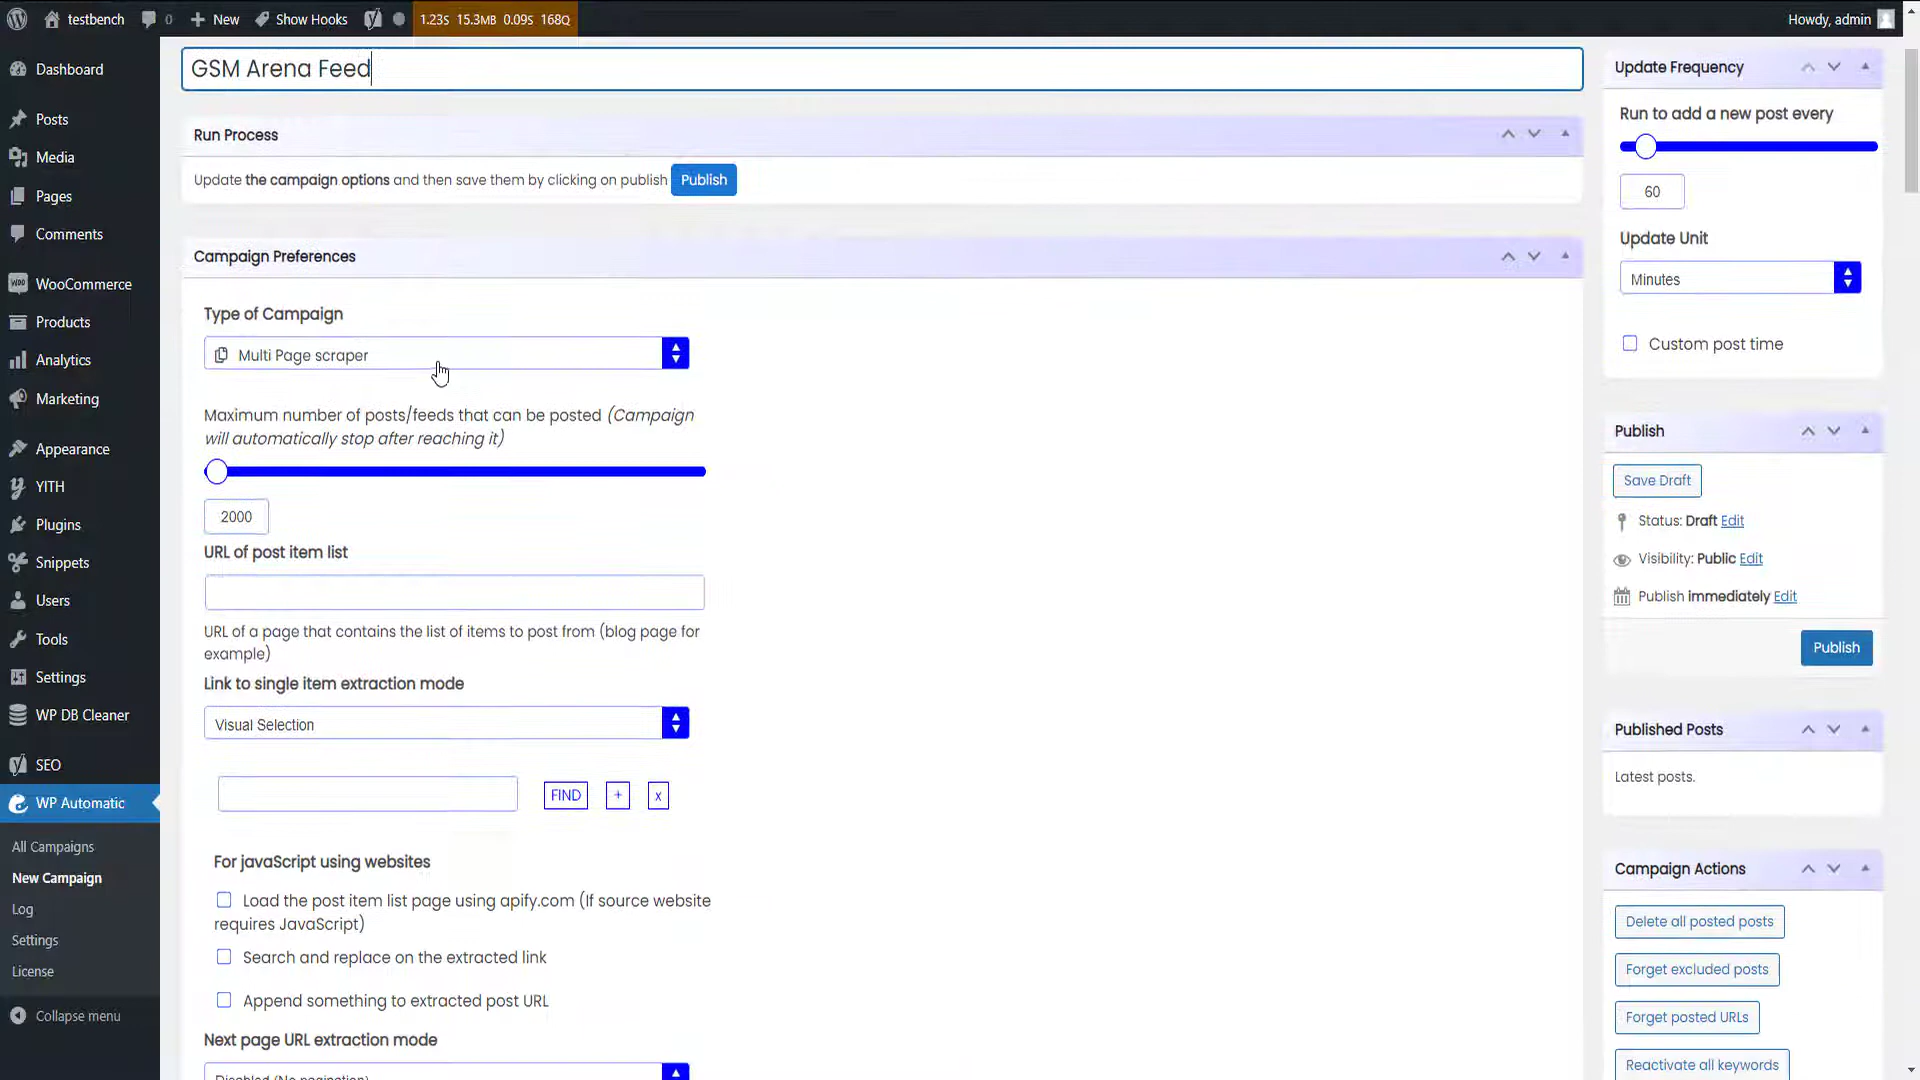 testbench
0
New
Show Hooks
1.23S 15.3MB 0.09S 168Q
Howdy, admin
Dashboard
Posts
Media
Pages
Comments
WooCommerce
Products
Analytics
Marketing
Appearance
YITH
Plugins
Snippets
Users
Tools
Settings
WP DB Cleaner
SEO
WP Automatic
All Campaigns
New Campaign
Log
Settings
License
Collapse menu
GSM Arena Feed
Run Process
Update the campaign options and then save them by clicking on publish Publish
Campaign Preferences
Type of Campaign
Multi Page scraper
Maximum number of posts/feeds that can be posted (Campaign
will automatically stop after reaching it)
2000
URL of post item list
URL of a page that contains the list of items to post from (blog page for
example)
Link to single item extraction mode
Visual Selection
FIND + x
For javaScript using websites
Load the post item list page using apify.com (If source website
requires JavaScript)
Search and replace on the extracted link
Append something to extracted post URL
Next page URL extraction mode
Disabled (No pagination)
Update Frequency
Run to add a new post every
60
Update Unit
Minutes
Custom post time
Publish
Save Draft
Status: Draft Edit
Visibility: Public Edit
Publish immediately Edit
Publish
Published Posts
Latest posts.
Campaign Actions
Delete all posted posts
Forget excluded posts
Forget posted URLs
Reactivate all keywords